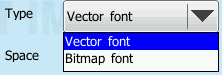 Type Vector font
Vector font
Bitmap font
Space